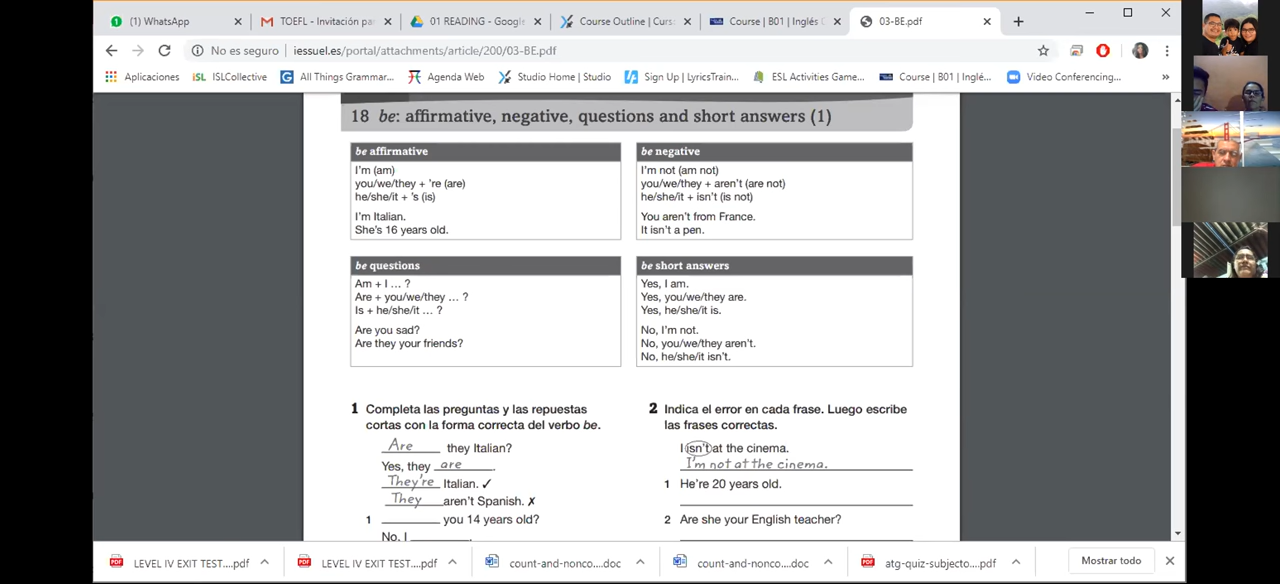 (1) WhatsApp
TOEFL - Invitación pa
01 READING - Google
Course Outline | Curs
Course | B01 | Inglés
03-BE.pdf
No es seguro | iessuel.es/portal/attachments/article/200/03-BE.pdf
Aplicaciones
iSL ISLCollective
All Things Grammar...
Agenda Web
Studio Home | Studio
Sign Up | LyricsTrain...
ESL Activities Game...
Course | B01 | Inglé...
Video Conferencing...
»
18 be: affirmative, negative, questions and short answers (1)
be affirmative
I'm (am)
you/we/they + 're (are)
he/she/it + 's (is)
I'm Italian.
She's 16 years old.
be negative
I'm not (am not)
you/we/they + aren't (are not)
he/she/it + isn't (is not)
You aren't from France.
It isn't a pen.
be questions
Am + I ... ?
Are + you/we/they ... ?
Is + he/she/it ... ?
Are you sad?
Are they your friends?
be short answers
Yes, I am.
Yes, you/we/they are.
Yes, he/she/it is.
No, I'm not.
No, you/we/they aren't.
No, he/she/it isn't.
1 Completa las preguntas y las repuestas
cortas con la forma correcta del verbo be.
Are they Italian?
Yes, they are.
They're Italian. ✓
They aren't Spanish. ✗
1 ______ you 14 years old?
No, I ______.
2 Indica el error en cada frase. Luego escribe
las frases correctas.
I isn't at the cinema.
I'm not at the cinema.
1 He're 20 years old.
2 Are she your English teacher?
LEVEL IV EXIT TEST....pdf
LEVEL IV EXIT TEST....pdf
count-and-nonco....doc
count-and-nonco....doc
atg-quiz-subjecto....pdf
Mostrar todo